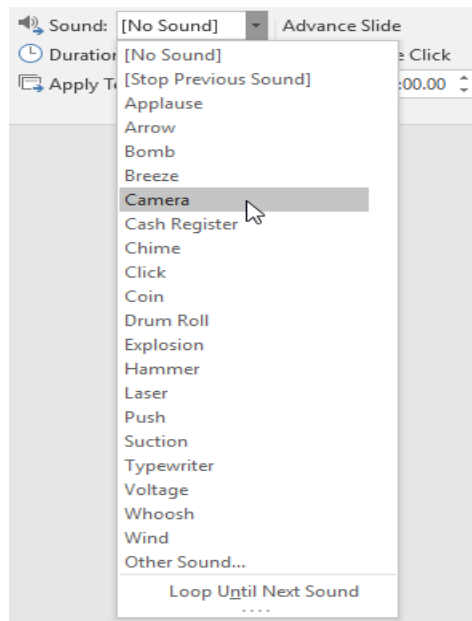 Sound: [No Sound] Advance Slide
Duration [No Sound] Click
[Stop Previous Sound]
Apply :00.00
Applause
Arrow
Bomb
Breeze
Camera
Cash Register
Chime
Click
Coin
Drum Roll
Explosion
Hammer
Laser
Push
Suction
Typewriter
Voltage
Whoosh
Wind
Other Sound...
Loop Until Next Sound